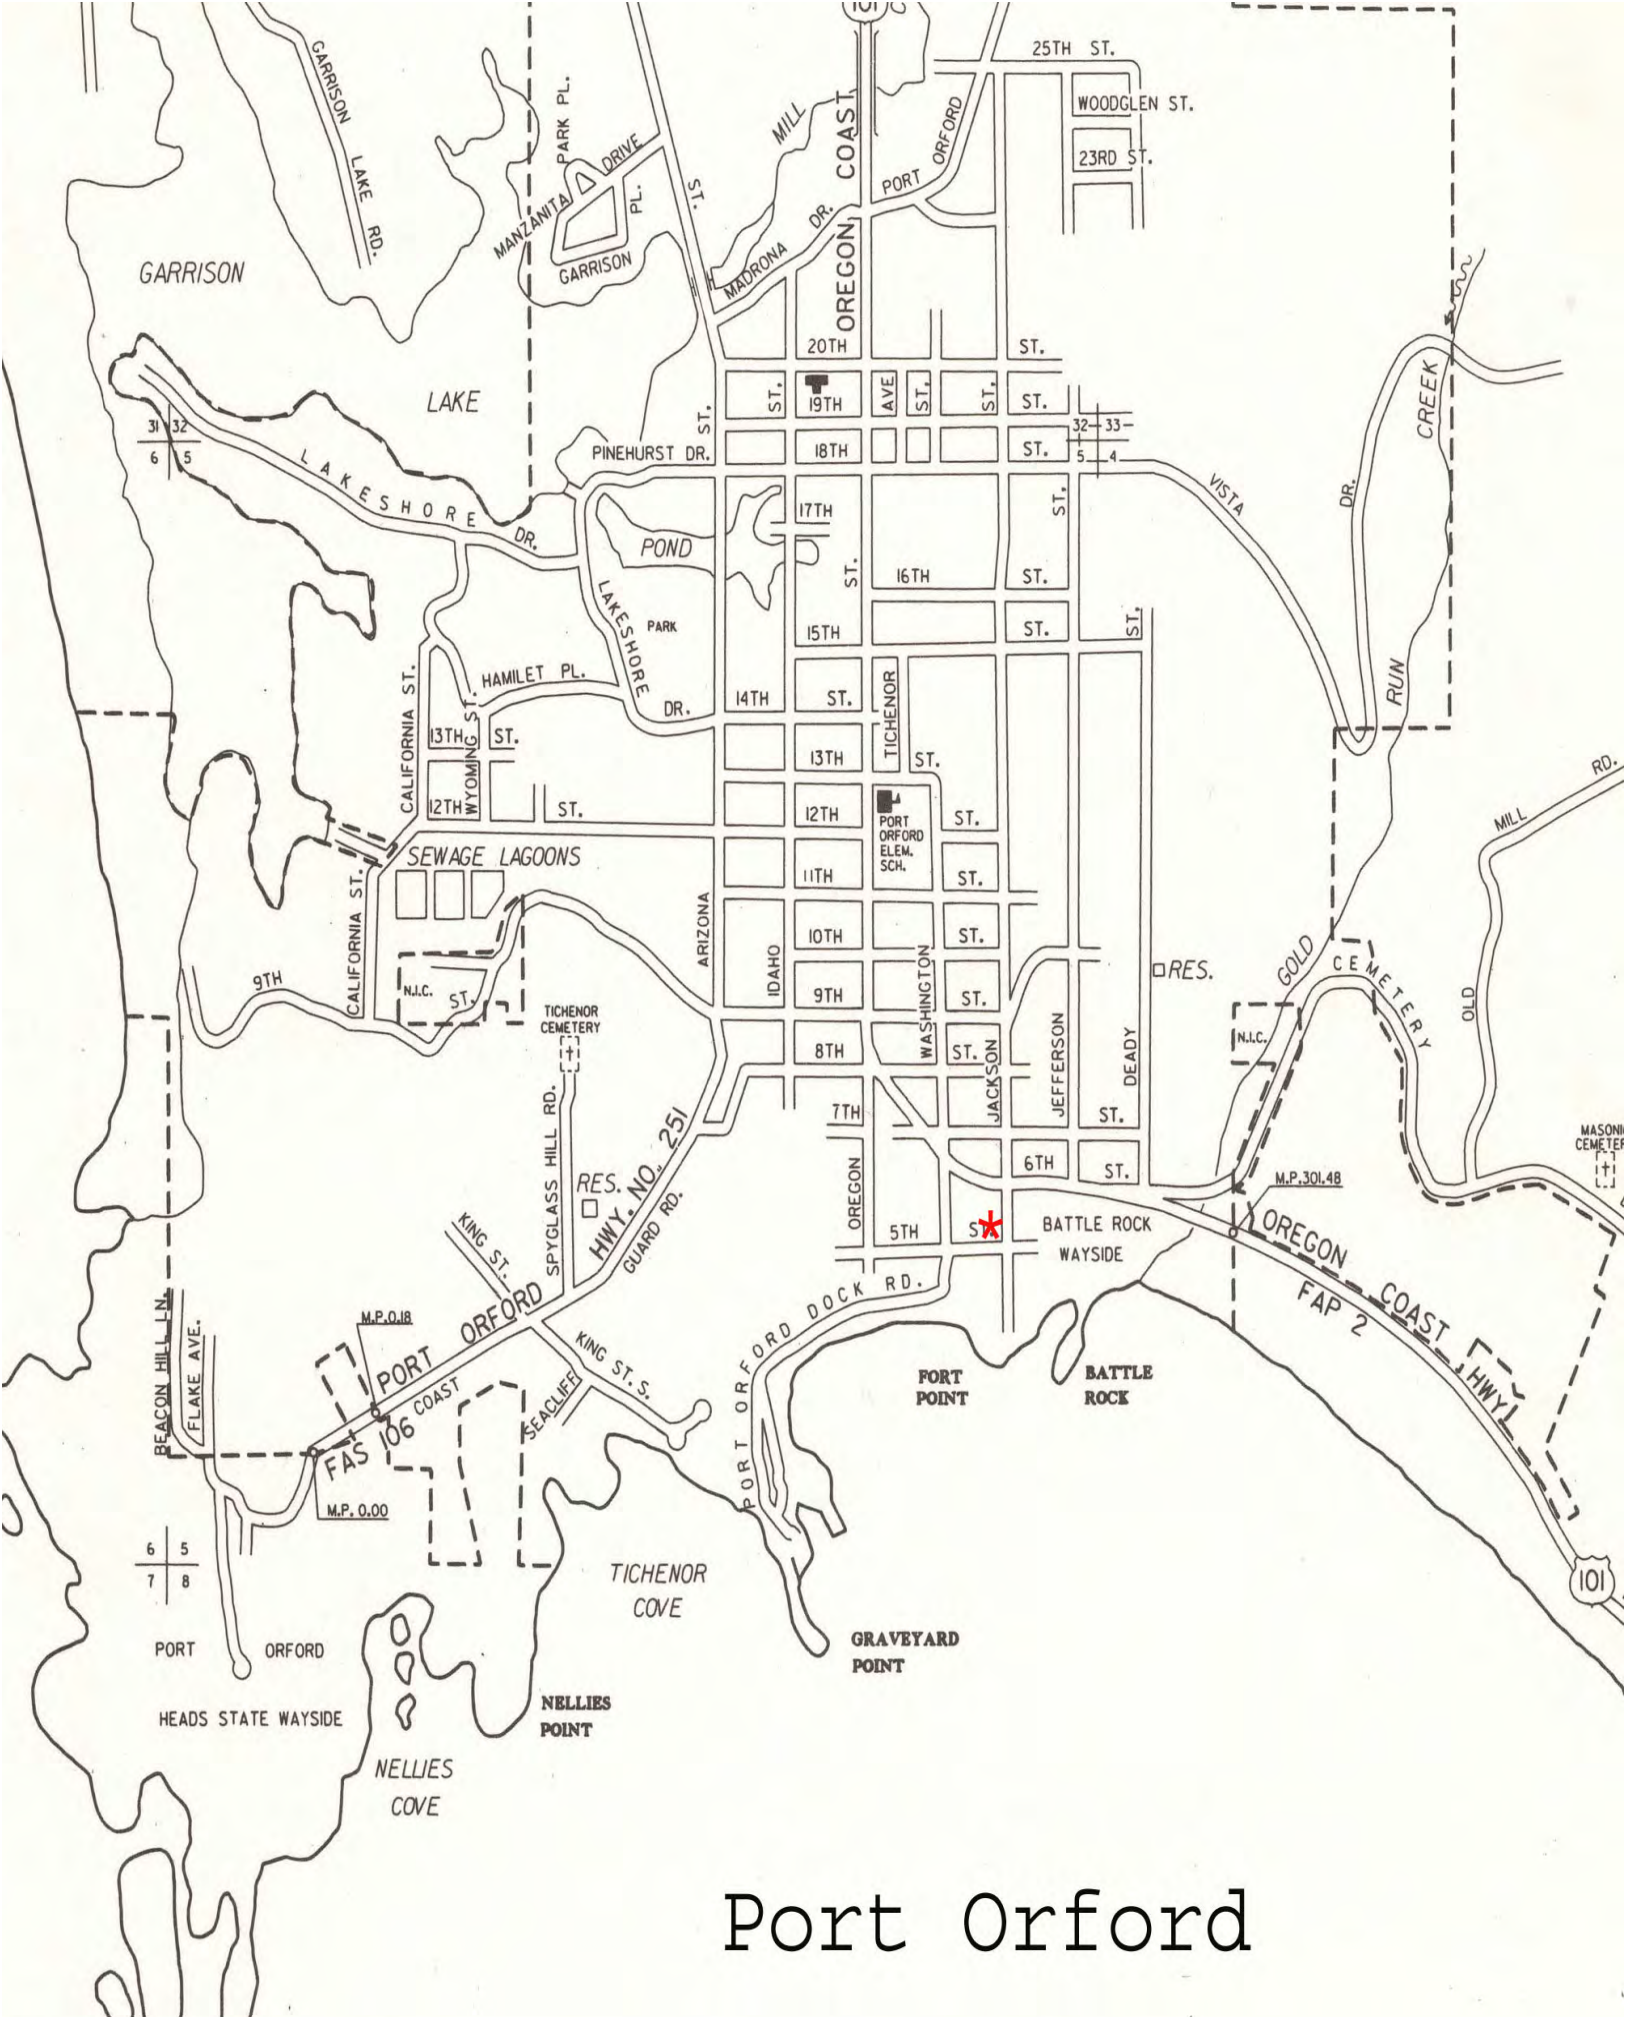 101
25TH ST.
WOODGLEN ST.
23RD ST.
GARRISON LAKE RD.
PARK PL.
MANZANITA DRIVE
PL.
GARRISON
ST.
MILL
MADRONA DR.
PORT ORFORD
OREGON COAST
GARRISON
LAKE
20TH ST.
19TH ST.
ST.
ST.
AVE
ST.
ST.
18TH ST.
PINEHURST DR.
31 32
6 5
32 33
5 4
LAKESHORE DR.
VISTA DR.
CREEK
RUN
GOLD
17TH
POND
ST.
ST.
16TH ST.
PARK
LAKESHORE DR.
15TH ST.
ST.
HAMILET PL.
CALIFORNIA ST.
WYOMING ST.
14TH ST.
TICHENOR
13TH ST.
13TH ST.
12TH ST.
12TH ST.
PORT
ORFORD
ELEM.
SCH.
MILL RD.
OLD
SEWAGE LAGOONS
11TH ST.
CALIFORNIA ST.
ARIZONA
IDAHO
10TH ST.
WASHINGTON
RES.
CEMETERY
9TH ST.
N.I.C.
TICHENOR
CEMETERY
9TH ST.
8TH ST.
JACKSON
JEFFERSON
DEADY
N.I.C.
7TH ST.
SPYGLASS HILL RD.
HWY. NO. 251
RES.
GUARD RD.
OREGON
6TH ST.
MASONI
CEMETER
M.P.301.48
KING ST.
5TH ST.
BATTLE ROCK
WAYSIDE
OREGON COAST HWY
FAP 2
BEACON HILL LN.
FLAKE AVE.
M.P.0.18
PORT ORFORD
COAST
FAS 106
M.P. 0.00
KING ST. S.
SEACLIFF
PORT ORFORD DOCK RD.
FORT
POINT
BATTLE
ROCK
101
6 5
7 8
TICHENOR
COVE
GRAVEYARD
POINT
PORT ORFORD
HEADS STATE WAYSIDE
NELLIES
POINT
NELLIES
COVE
Port Orford